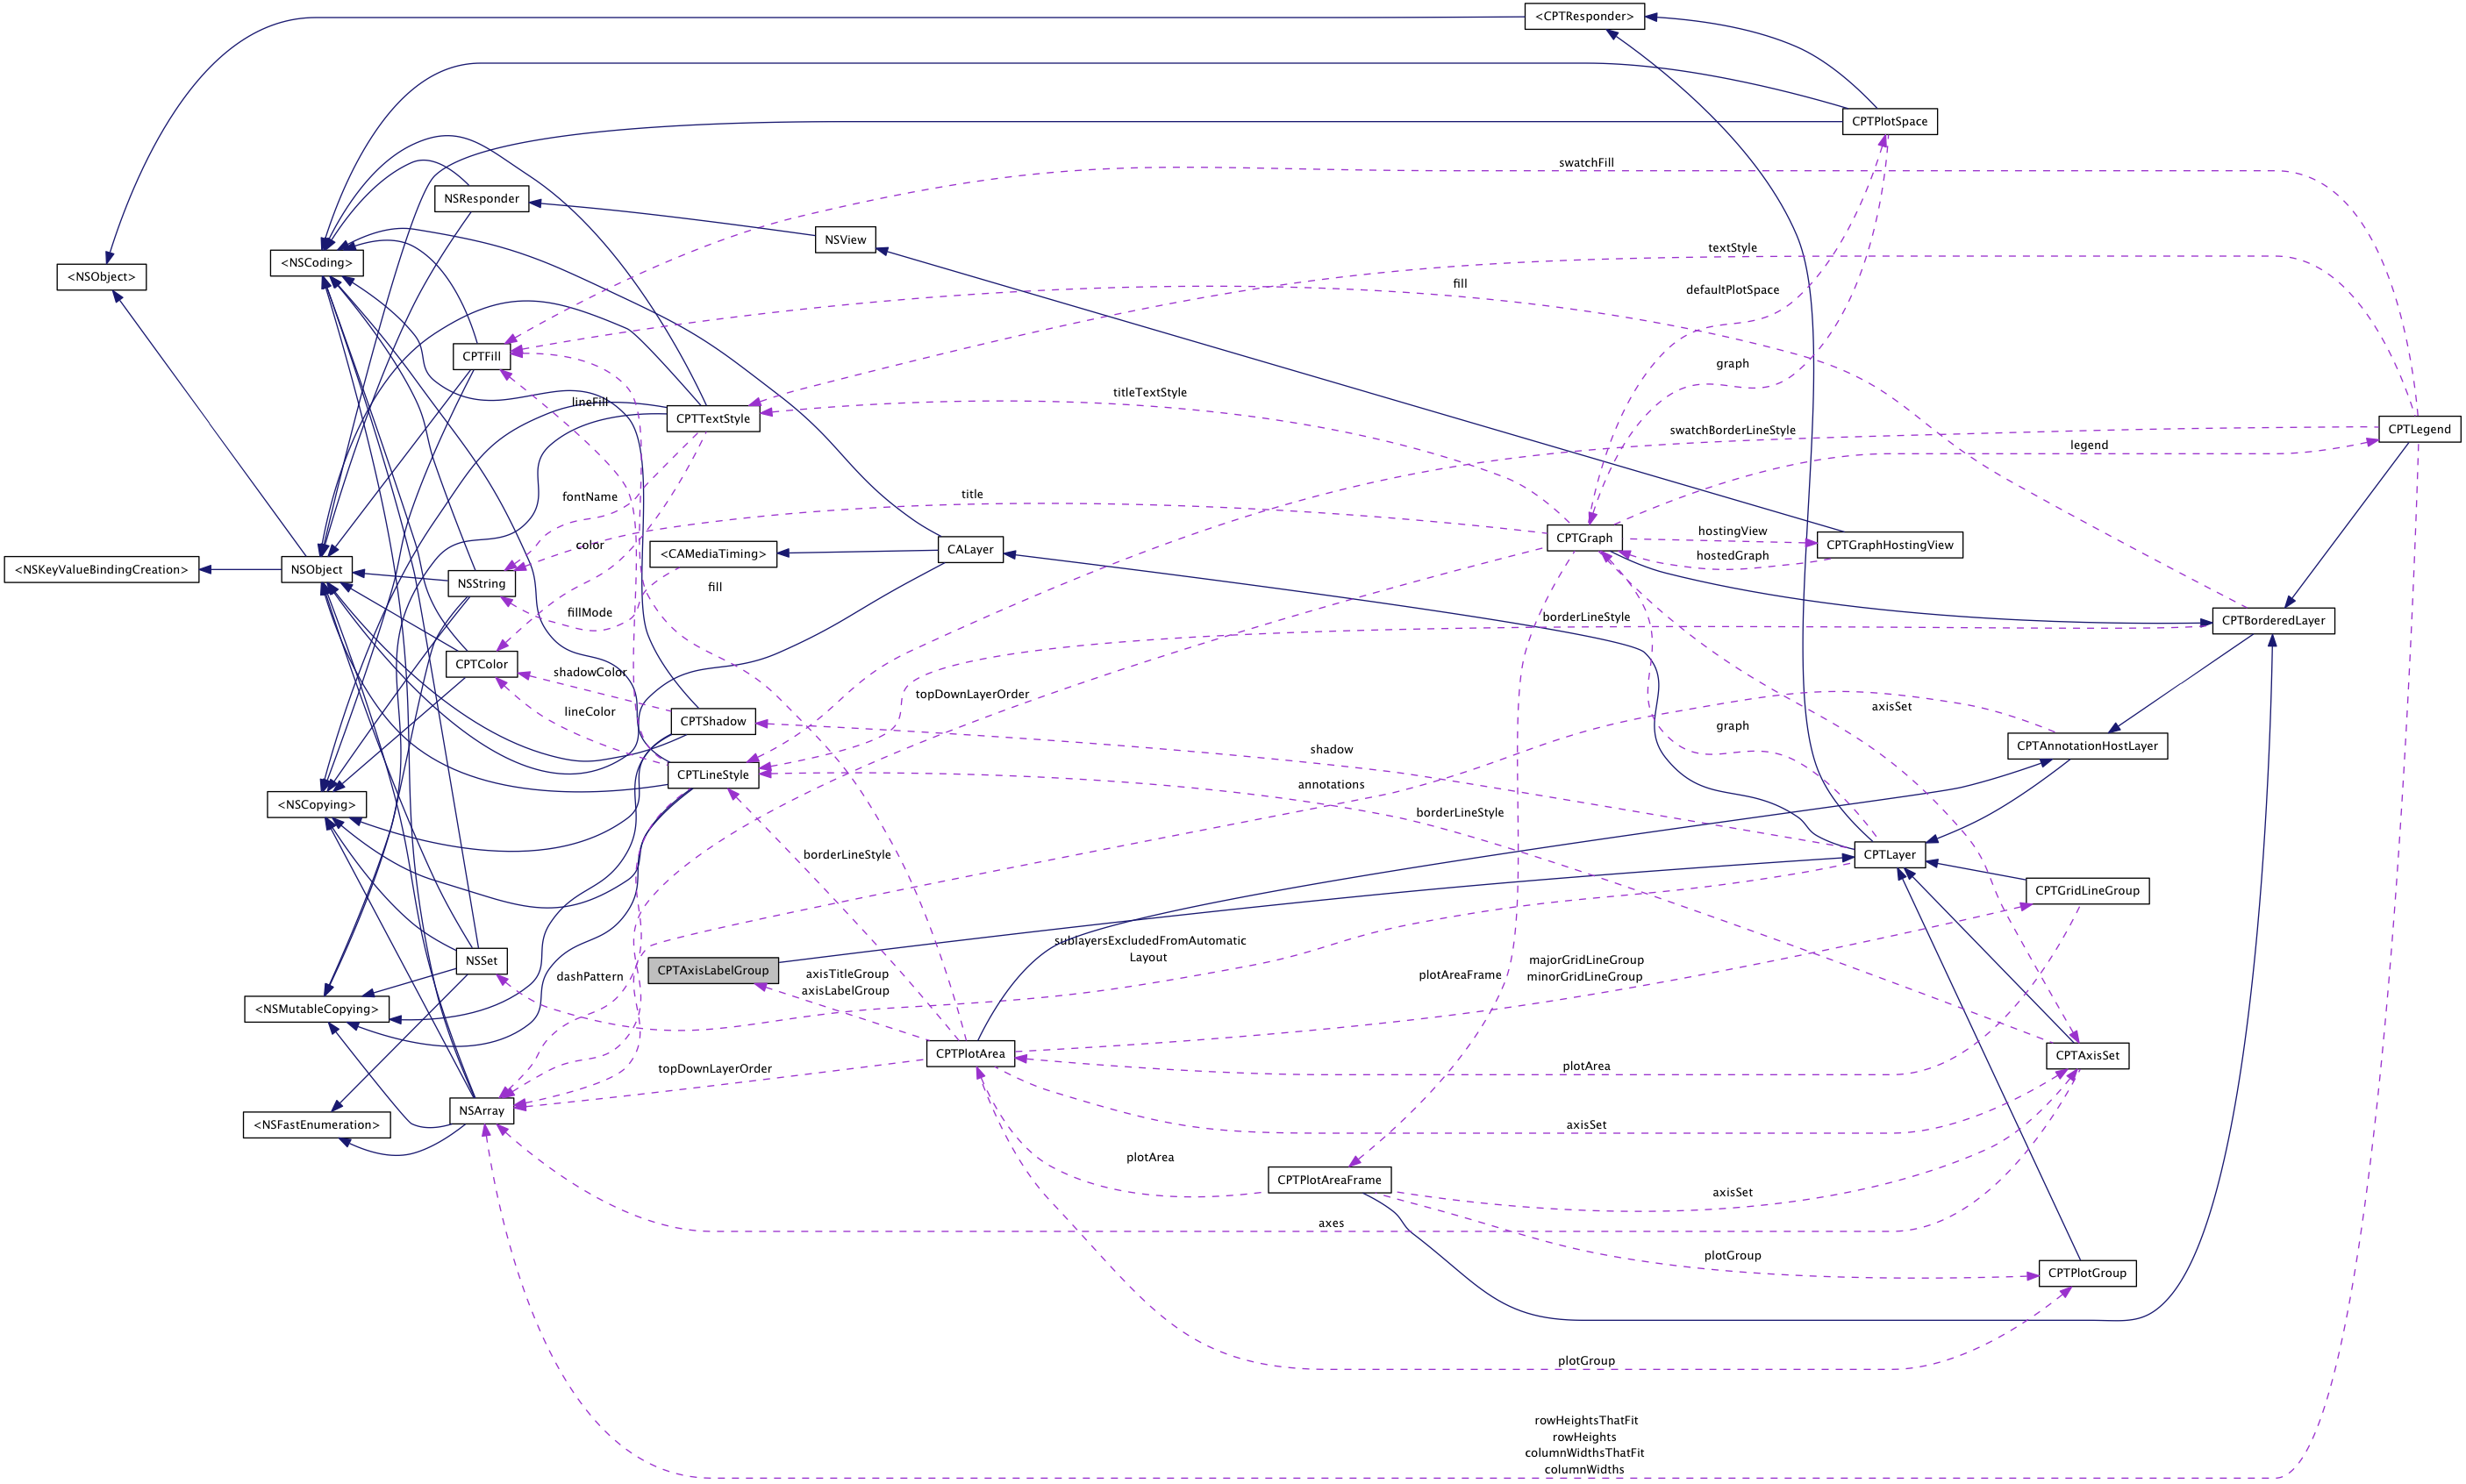 <CPTResponder>
CPTPlotSpace
swatchFill
NSResponder
NSView
textStyle
<NSCoding>
<NSObject>
fill
defaultPlotSpace
CPTFill
graph
titleTextStyle
lineFill
CPTTextStyle
swatchBorderLineStyle
CPTLegend
legend
title
fontName
hostingView
CPTGraph
CPTGraphHostingView
color
<CAMediaTiming>
CALayer
hostedGraph
<NSKeyValueBindingCreation>
NSObject
NSString
fill
fillMode
borderLineStyle
CPTBorderedLayer
CPTColor
shadowColor
topDownLayerOrder
axisSet
lineColor
CPTShadow
graph
CPTAnnotationHostLayer
shadow
CPTLineStyle
annotations
<NSCopying>
borderLineStyle
borderLineStyle
CPTLayer
CPTGridLineGroup
sublayersExcludedFromAutomatic
Layout
NSSet
CPTAxisLabelGroup
dashPattern
axisTitleGroup
axisLabelGroup
plotAreaFrame
majorGridLineGroup
minorGridLineGroup
<NSMutableCopying>
CPTPlotArea
CPTAxisSet
topDownLayerOrder
plotArea
NSArray
<NSFastEnumeration>
axisSet
plotArea
CPTPlotAreaFrame
axisSet
axes
plotGroup
CPTPlotGroup
plotGroup
rowHeightsThatFit
rowHeights
columnWidthsThatFit
columnWidths